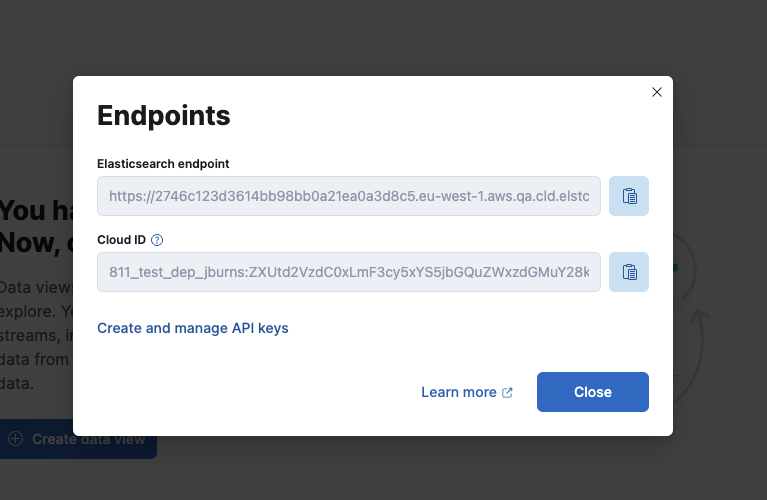 Endpoints
Elasticsearch endpoint
https://2746c123d3614bb98bb0a21ea0a3d8c5.eu-west-1.aws.qa.cld.elstc
Cloud ID
811_test_dep_jburns:ZXUtd2VzdC0xLmF3cy5xYS5jbGQuZWxzdGMuY28k
Create and manage API keys
Learn more
Close
You ha
Now, c
Data views
explore. Yo
streams, in
data from
data.
Create data view